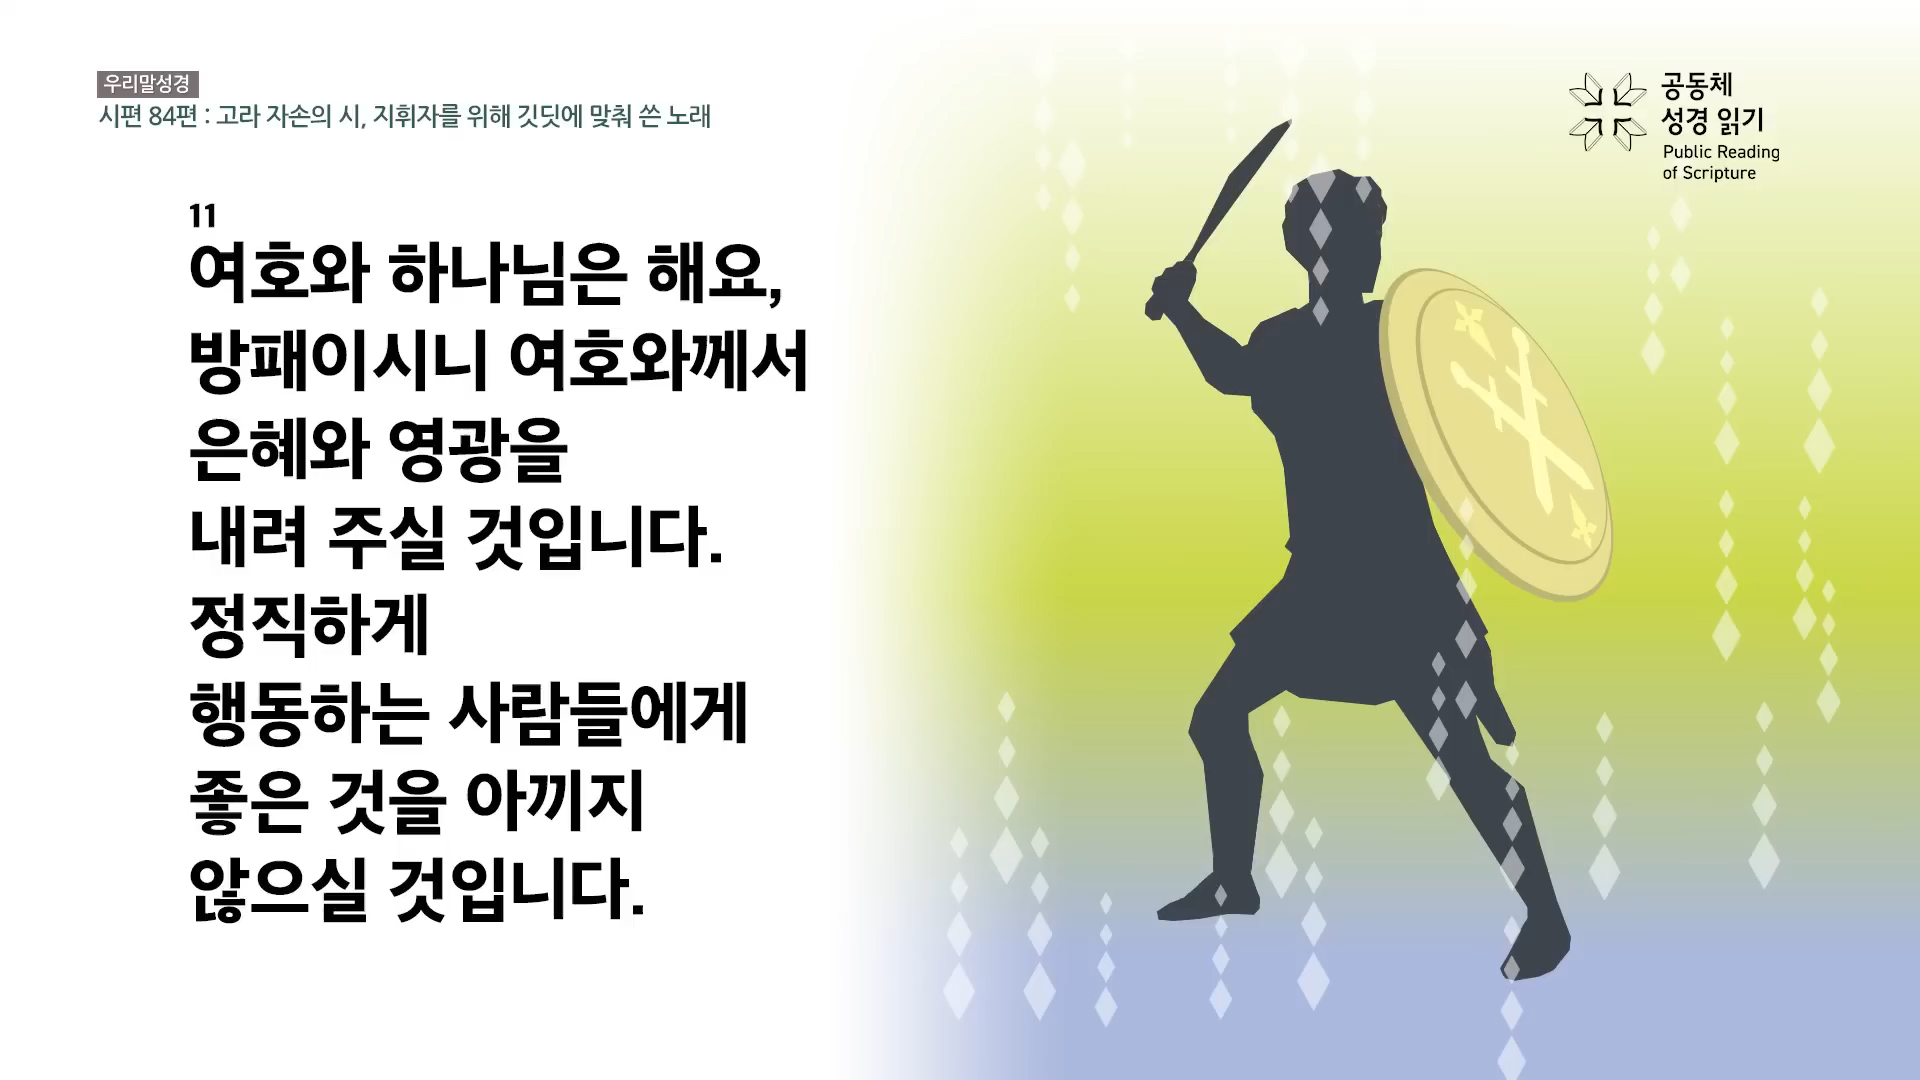 우리말성경
시편 84편 : 고라 자손의 시, 지휘자를 위해 깃딧에 맞춰 쓴 노래
공동체
성경 읽기
Public Reading
of Scripture
11
여호와 하나님은 해요,
방패이시니 여호와께서
은혜와 영광을
내려 주실 것입니다.
정직하게
행동하는 사람들에게
좋은 것을 아끼지
않으실 것입니다.